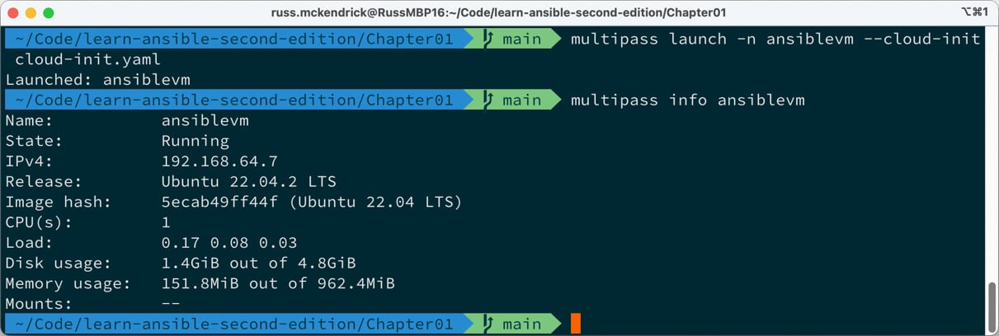 russ.mckendrick@RussMBP16:~/Code/learn-ansible-second-edition/Chapter01 ⌥⌘1
~/Code/learn-ansible-second-edition/Chapter01 main multipass launch -n ansiblevm --cloud-init
cloud-init.yaml
Launched: ansiblevm
~/Code/learn-ansible-second-edition/Chapter01 main multipass info ansiblevm
Name: ansiblevm
State: Running
IPv4: 192.168.64.7
Release: Ubuntu 22.04.2 LTS
Image hash: 5ecab49ff44f (Ubuntu 22.04 LTS)
CPU(s): 1
Load: 0.17 0.08 0.03
Disk usage: 1.4GiB out of 4.8GiB
Memory usage: 151.8MiB out of 962.4MiB
Mounts: --
~/Code/learn-ansible-second-edition/Chapter01 main